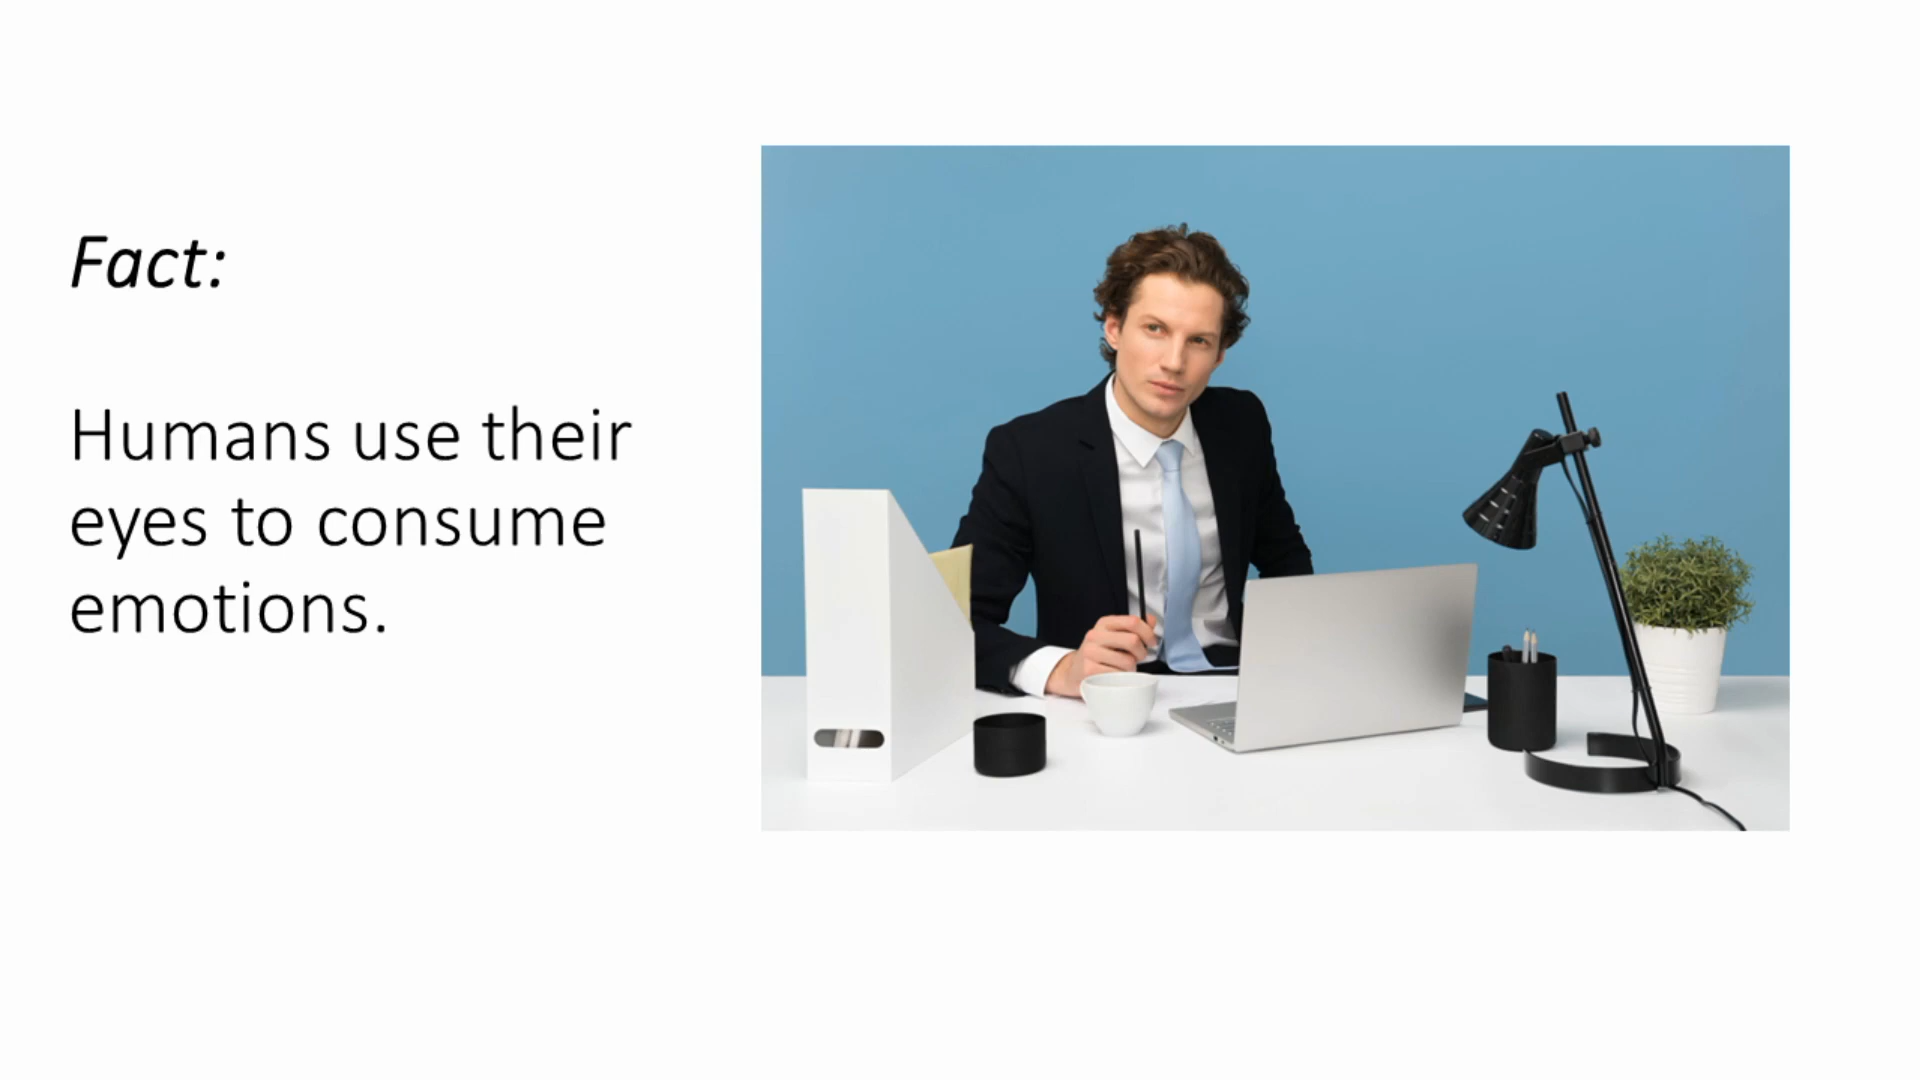 Fact:
Humans use their
eyes to consume
emotions.